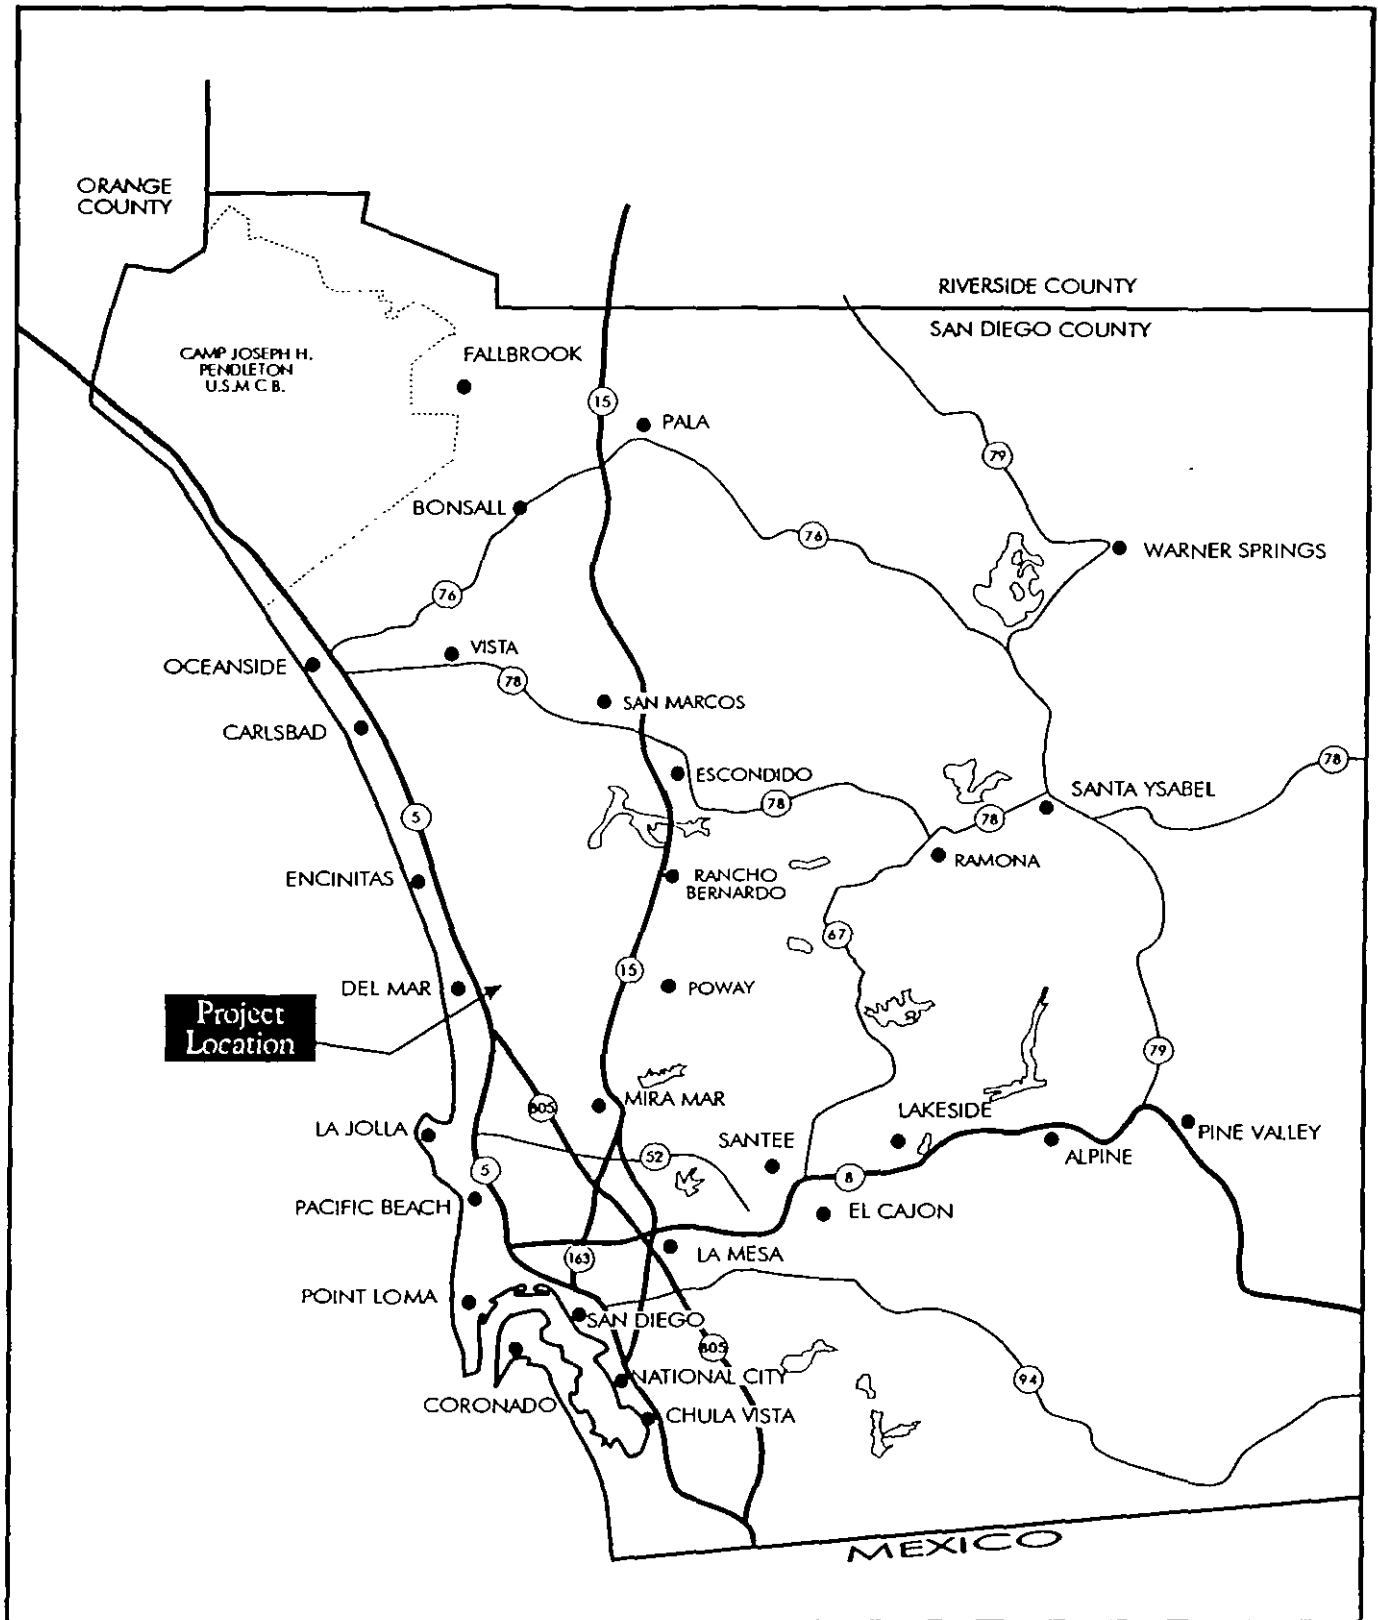 ORANGE
COUNTY
RIVERSIDE COUNTY
SAN DIEGO COUNTY
CAMP JOSEPH H.
PENDLETON
U.S.M C B.
FALLBROOK
15
PALA
79
BONSALL
76
WARNER SPRINGS
76
VISTA
OCEANSIDE
78
SAN MARCOS
CARLSBAD
ESCONDIDO
78
78
SANTA YSABEL
5
78
RAMONA
ENCINITAS
RANCHO
BERNARDO
67
15
DEL MAR
POWAY
Project
Location
79
805
MIRA MAR
LAKESIDE
LA JOLLA
SANTEE
PINE VALLEY
52
ALPINE
5
8
PACIFIC BEACH
EL CAJON
163
LA MESA
POINT LOMA
SAN DIEGO
805
NATIONAL CITY
94
CORONADO
CHULA VISTA
MEXICO